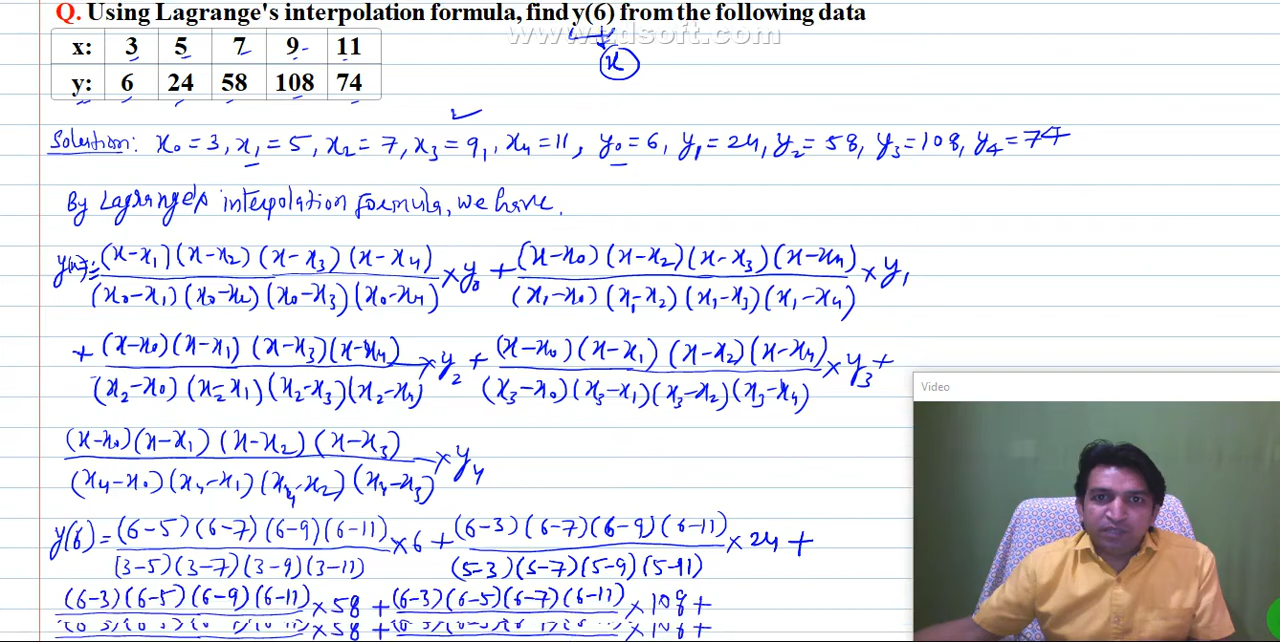 Q. Using Lagrange's interpolation formula, find y(6) from the following data
x: 3 5 7 9 11
x
y: 6 24 58 108 74
Solution: x₀ = 3, x₁ = 5, x₂ = 7, x₃ = 9, x₄ = 11, y₀ = 6, y₁ = 24, y₂ = 58, y₃ = 108, y₄ = 74
By Lagrange's interpolation formula, we have,
y(x) = (x-x₁)(x-x₂)(x-x₃)(x-x₄) / (x₀-x₁)(x₀-x₂)(x₀-x₃)(x₀-x₄) × y₀ + (x-x₀)(x-x₂)(x-x₃)(x-x₄) / (x₁-x₀)(x₁-x₂)(x₁-x₃)(x₁-x₄) × y₁
+ (x-x₀)(x-x₁)(x-x₃)(x-x₄) / (x₂-x₀)(x₂-x₁)(x₂-x₃)(x₂-x₄) × y₂ + (x-x₀)(x-x₁)(x-x₂)(x-x₄) / (x₃-x₀)(x₃-x₁)(x₃-x₂)(x₃-x₄) × y₃ +
(x-x₀)(x-x₁)(x-x₂)(x-x₃) / (x₄-x₀)(x₄-x₁)(x₄-x₂)(x₄-x₃) × y₄
y(6) = (6-5)(6-7)(6-9)(6-11) / (3-5)(3-7)(3-9)(3-11) × 6 + (6-3)(6-7)(6-9)(6-11) / (5-3)(5-7)(5-9)(5-11) × 24 +
(6-3)(6-5)(6-9)(6-11) × 58 + (6-3)(6-5)(6-7)(6-11) × 108 +
× 58 + × 108 +
Video